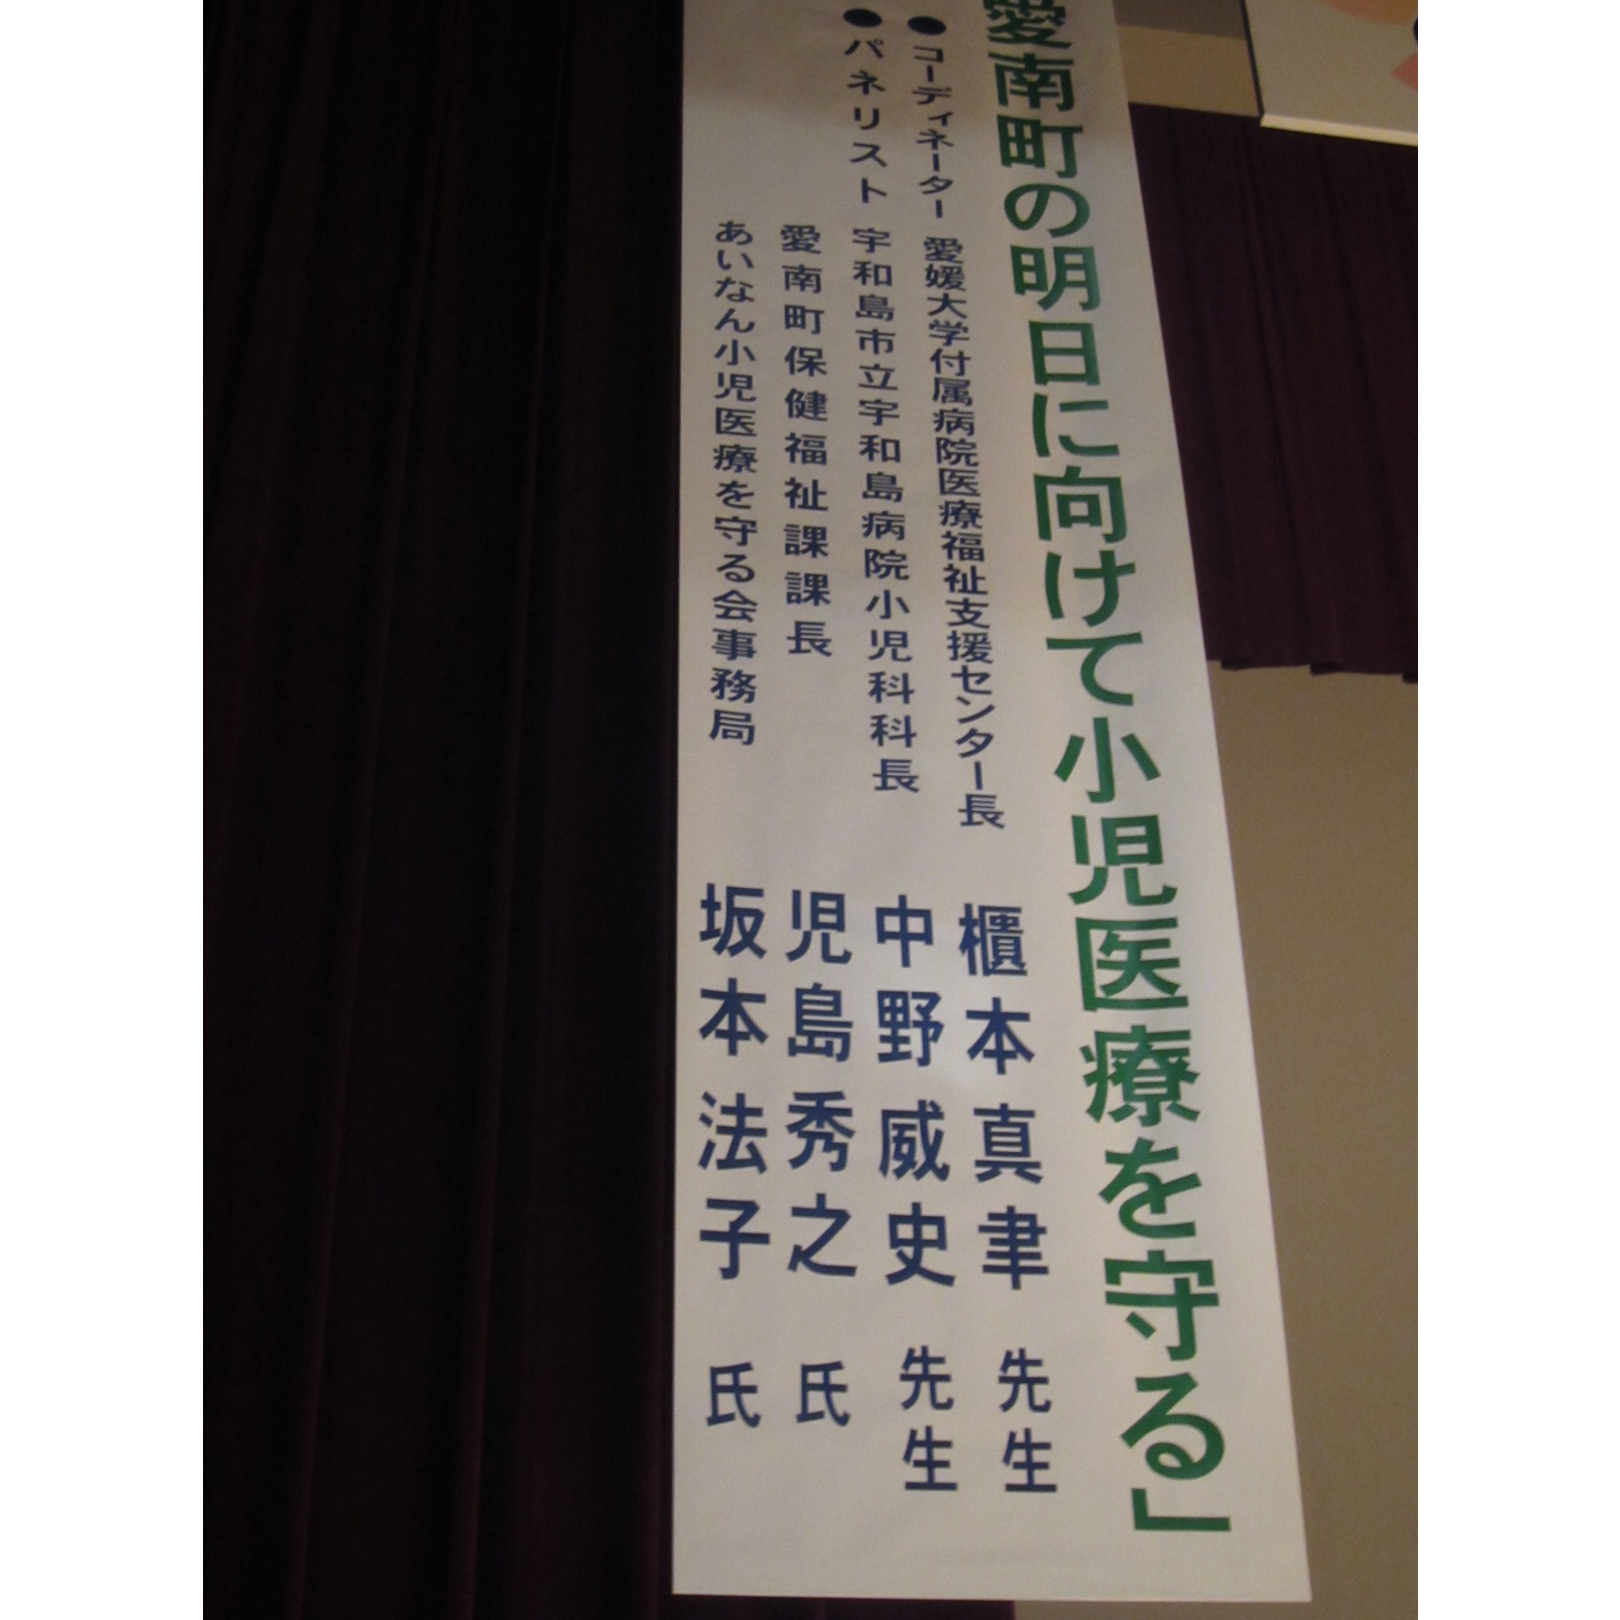 愛南町の明日に向けて小児医療を守る」
●コーディネーター 愛媛大学付属病院医療福祉支援センター長 櫃本真聿 先生
●パネリスト 宇和島市立宇和島病院小児科科長 中野威史 先生
愛南町保健福祉課課長 児島秀之 氏
あいなん小児医療を守る会事務局 坂本法子 氏